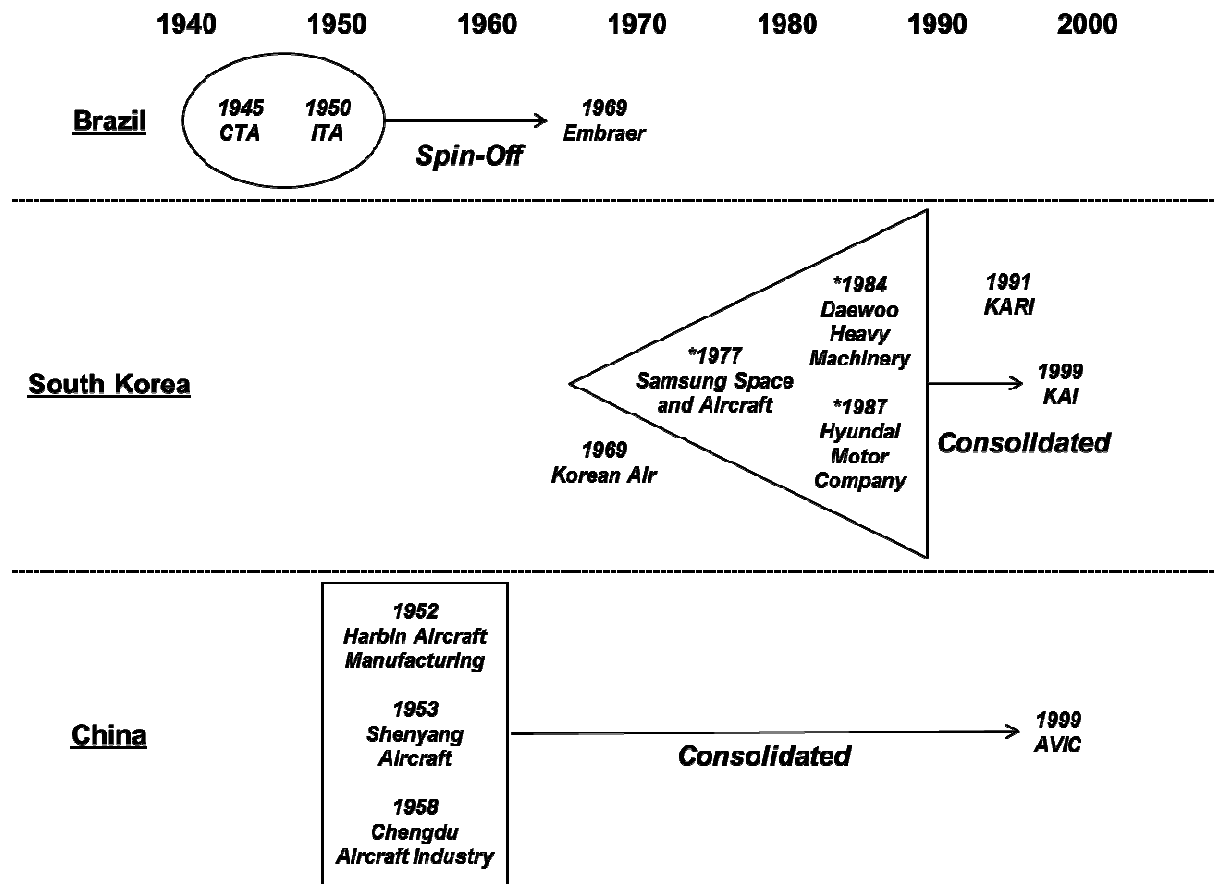 1940 1950 1960 1970 1980 1990 2000
Brazil
1945
CTA
1950
ITA
Spin-Off
1969
Embraer
South Korea
1969
Korean Air
*1977
Samsung Space
and Aircraft
*1984
Daewoo
Heavy
Machinery
*1987
Hyundai
Motor
Company
1991
KARI
1999
KAI
Consolidated
China
1952
Harbin Aircraft
Manufacturing
1953
Shenyang
Aircraft
1958
Chengdu
Aircraft Industry
Consolidated
1999
AVIC